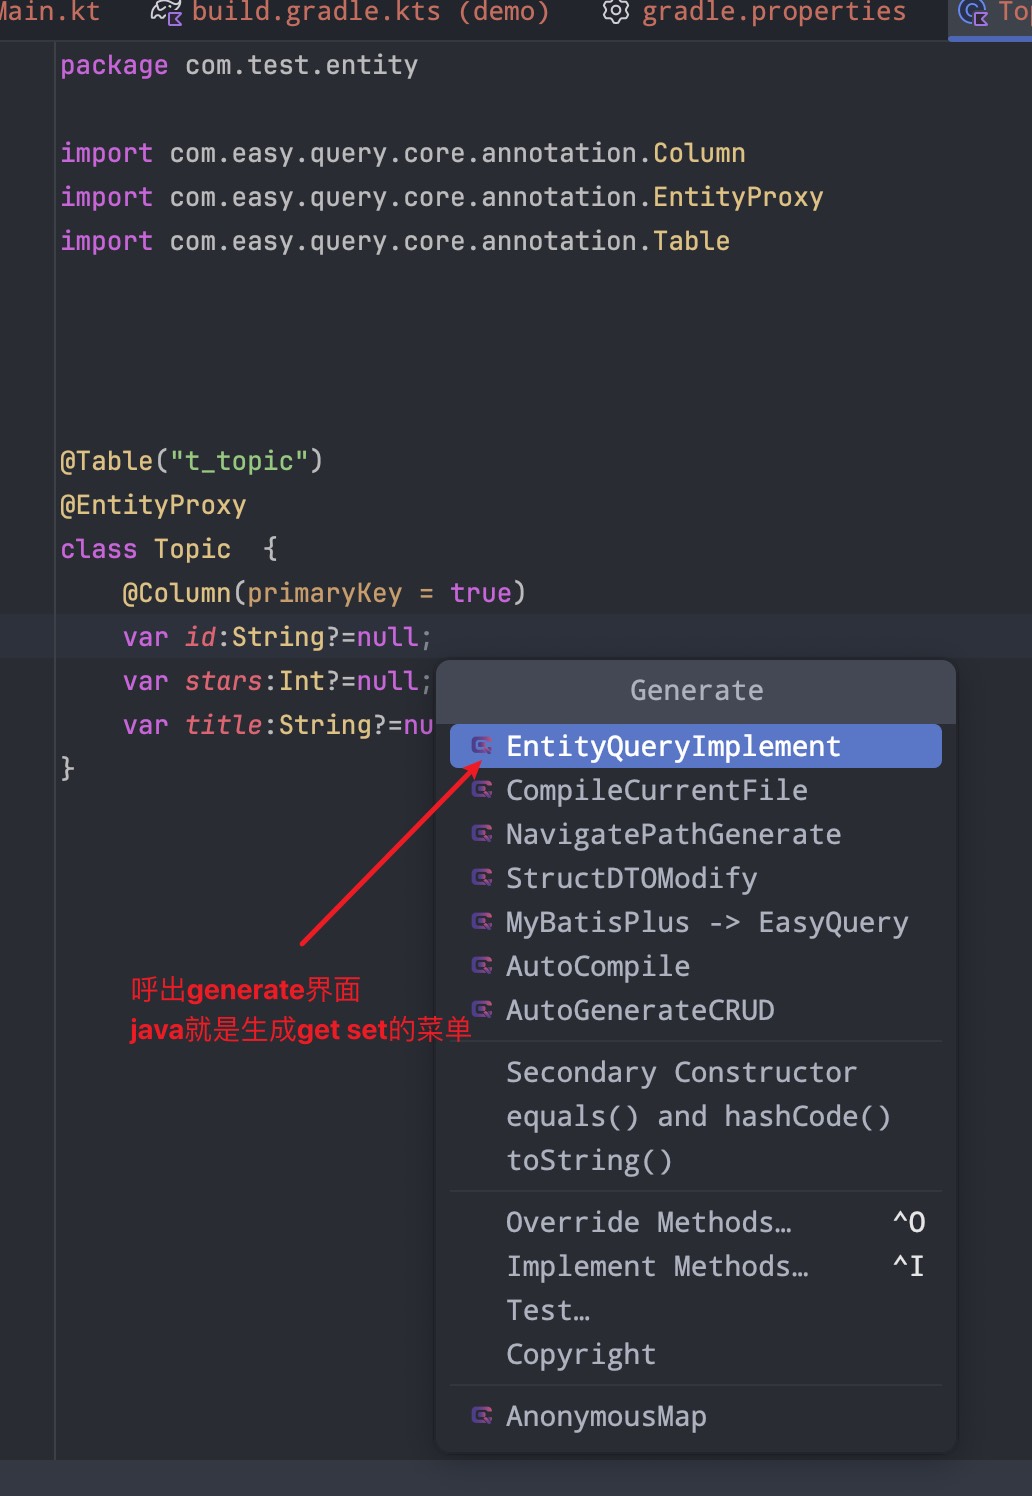 Main.kt build.gradle.kts (demo) gradle.properties To
package com.test.entity
import com.easy.query.core.annotation.Column
import com.easy.query.core.annotation.EntityProxy
import com.easy.query.core.annotation.Table
@Table("t_topic")
@EntityProxy
class Topic  {
@Column(primaryKey = true)
var id:String?=null;
var stars:Int?=null;
var title:String?=nu
}
Generate
EntityQueryImplement
CompileCurrentFile
NavigatePathGenerate
StructDTOModify
MyBatisPlus -> EasyQuery
AutoCompile
AutoGenerateCRUD
呼出generate界面
java就是生成get set的菜单
Secondary Constructor
equals() and hashCode()
toString()
Override Methods… ^O
Implement Methods… ^I
Test…
Copyright
AnonymousMap